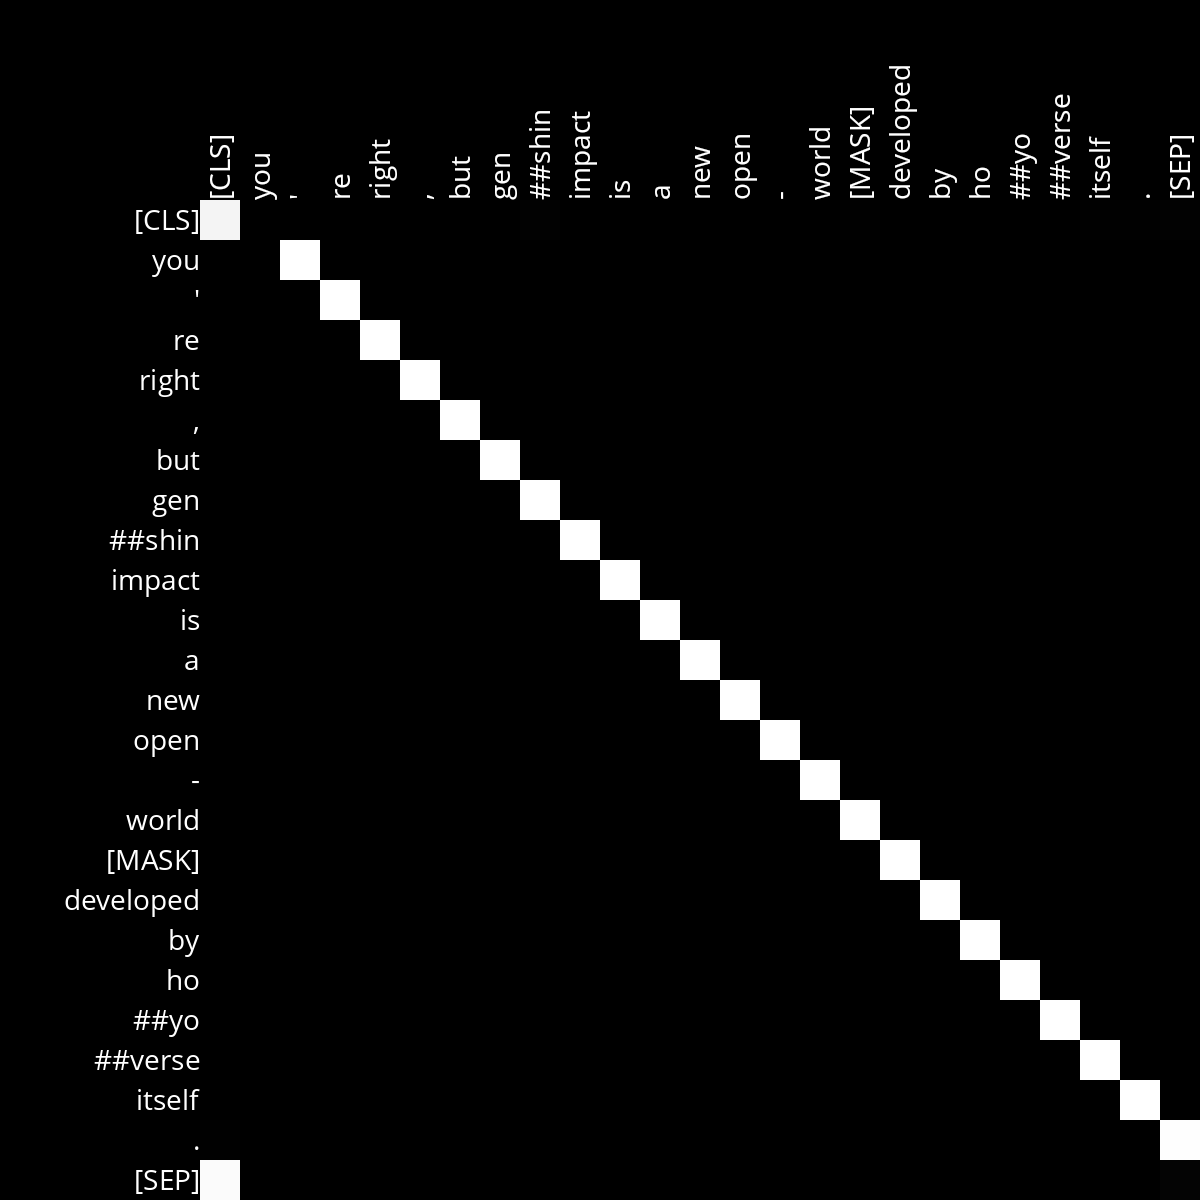 [CLS] you ' re right , but gen ##shin impact is a new open - world [MASK] developed by ho ##yo ##verse itself . [SEP]
[CLS]
you
'
re
right
,
but
gen
##shin
impact
is
a
new
open
-
world
[MASK]
developed
by
ho
##yo
##verse
itself
.
[SEP]